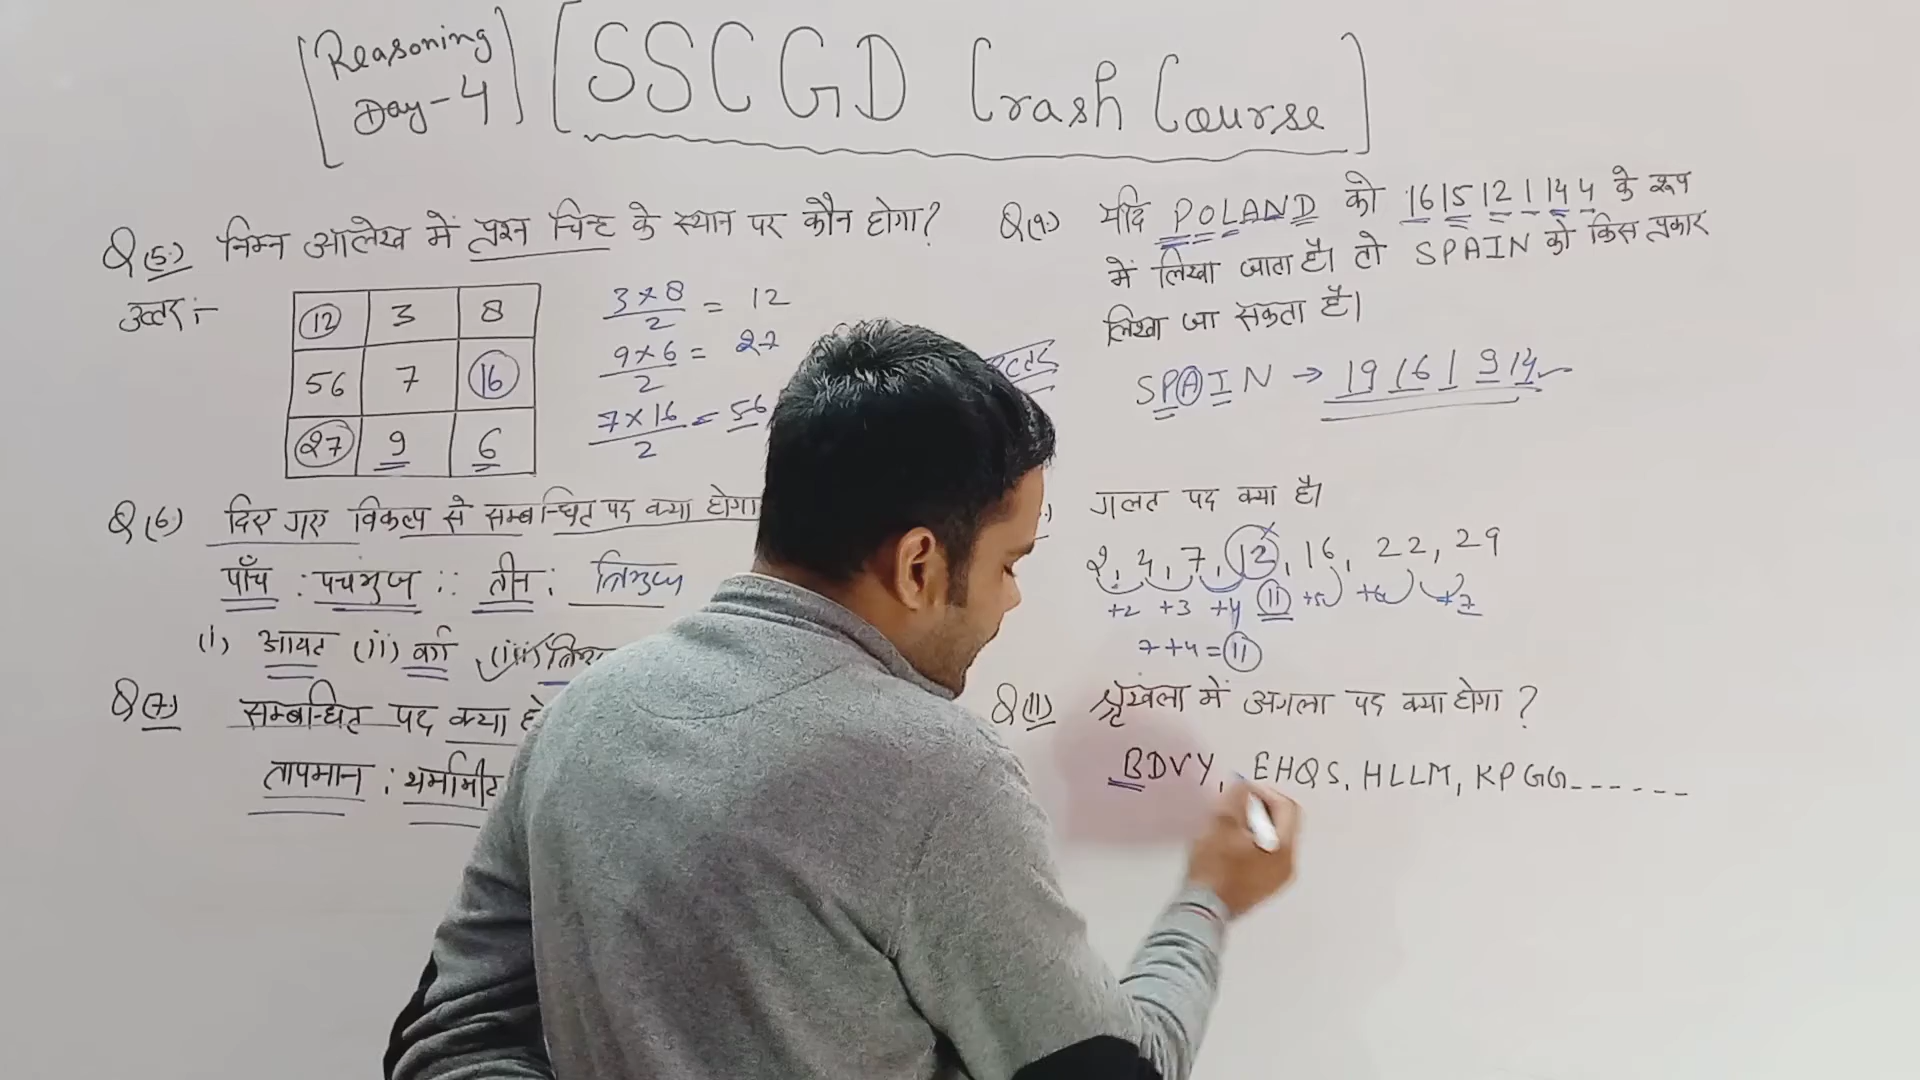 [Reasoning Day-4] [SSC GD Crash Course]
Q(5.) निम्न आलेख में प्रश्न चिन्ह के स्थान पर कौन होगा?
उत्तर :-
12 3 8
56 7 16
27 9 6
3×8/2 = 12
9×6/2 = 27
7×16/2 = 56
Q(6.) दिए गए विकल्प से सम्बन्धित पद क्या होगा
पाँच : पंचभुज :: तीन : त्रिभुज
(i) आयत (ii) वर्ग (iii)
Q(7.) सम्बन्धित पद क्या
तापमान :
Q(9.) यदि POLAND को 16 15 12 1 14 4 के रूप
में लिखा जाता है। तो SPAIN को किस प्रकार
लिखा जा सकता है।
SPAIN → 19 16 1 9 14
गलत पद क्या है।
2, 4, 7, 12, 16, 22, 29
+2 +3 +4 11 +5 +6 +7
7+4=11
Q(11.) श्रृंखला में अगला पद क्या होगा ?
BDVY, EHQS, HLLM, KPGG------